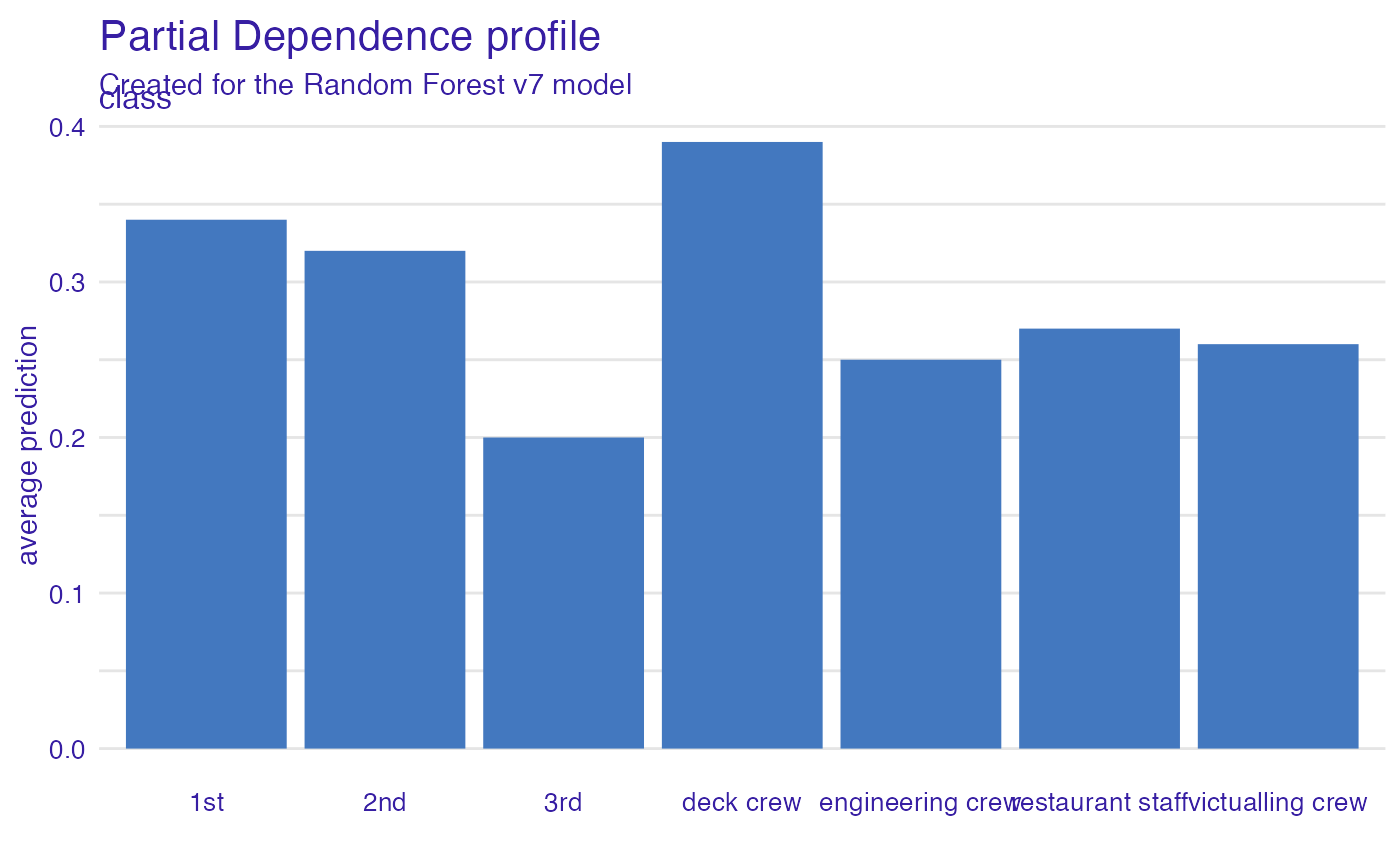 Partial Dependence profile
Created for the Random Forest v7 model
class
average prediction
0.4
0.3
0.2
0.1
0.0
1st 2nd 3rd deck crew engineering crew restaurant staff victualling crew